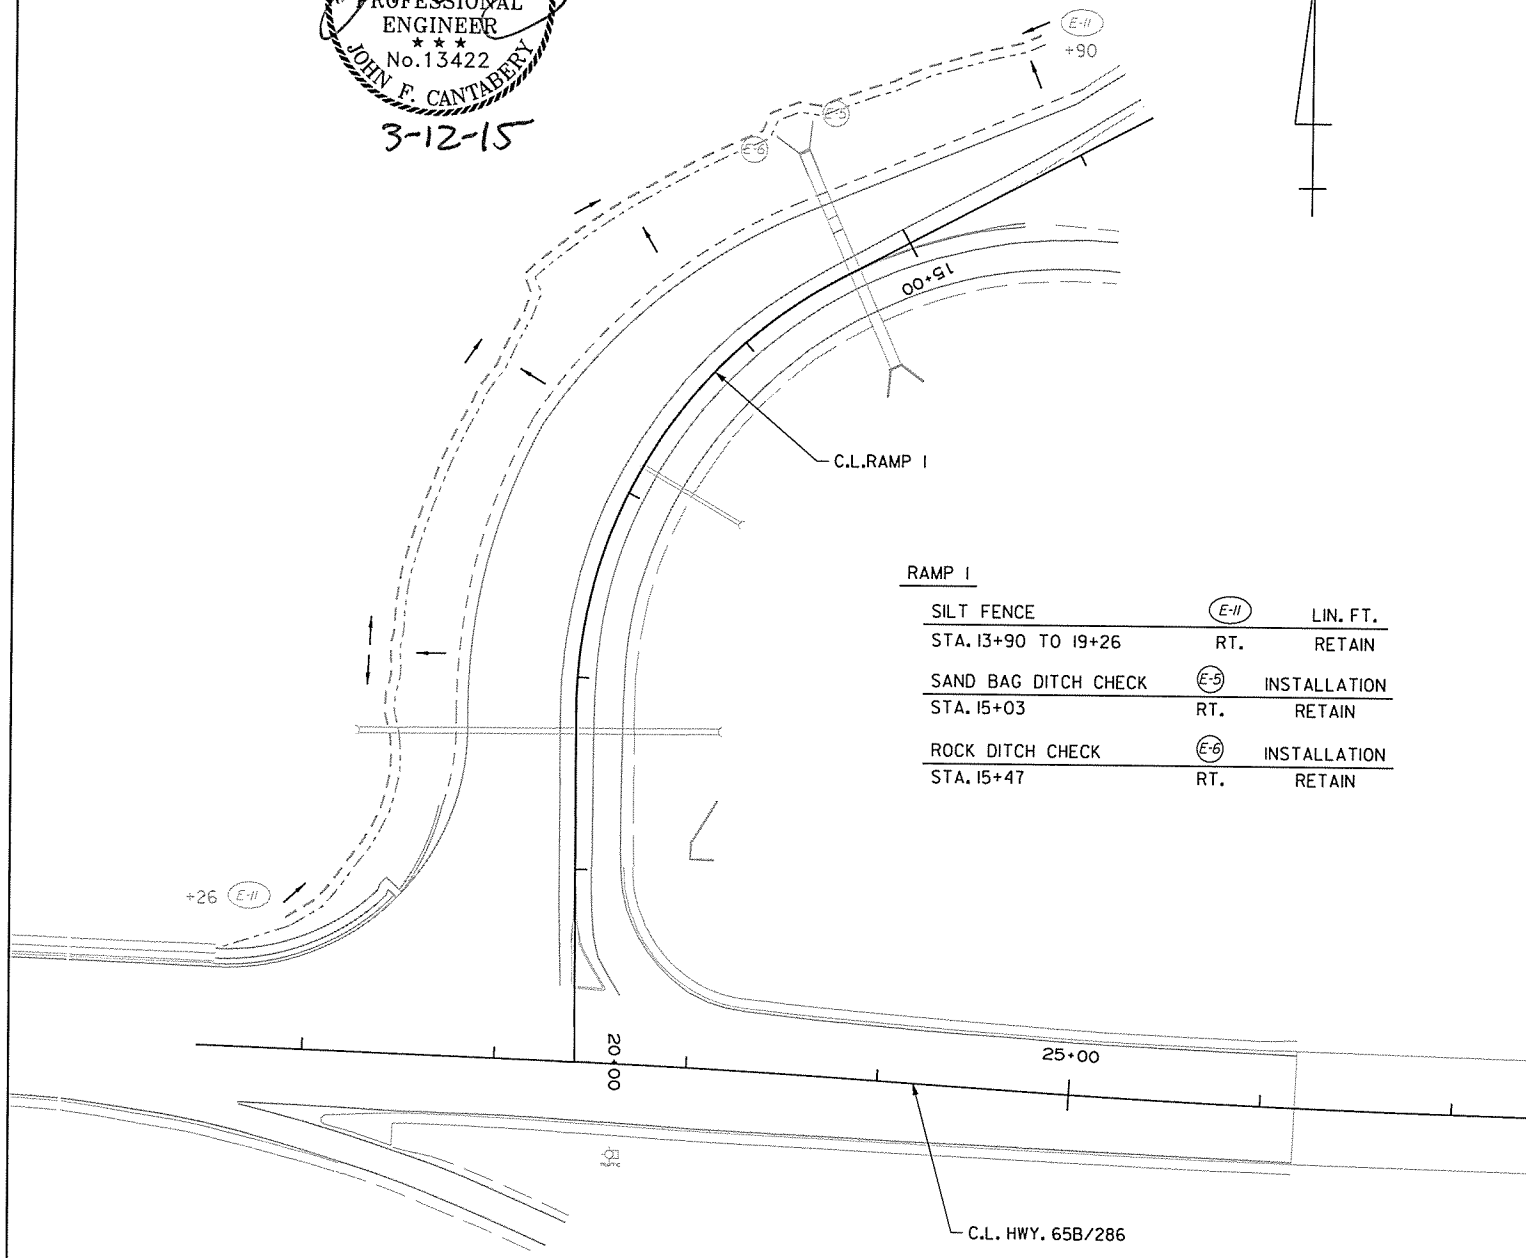 PROFESSIONAL
ENGINEER
★ ★ ★
No.13422
JOHN F. CANTABERY
3-12-15
E-11
+90
E-5
E-6
15+00
C.L.RAMP 1
RAMP 1
SILT FENCE E-11 LIN. FT.
STA. 13+90 TO 19+26 RT. RETAIN
SAND BAG DITCH CHECK E-5 INSTALLATION
STA. 15+03 RT. RETAIN
ROCK DITCH CHECK E-6 INSTALLATION
STA. 15+47 RT. RETAIN
+26 E-11
20+00
25+00
C.L. HWY. 65B/286